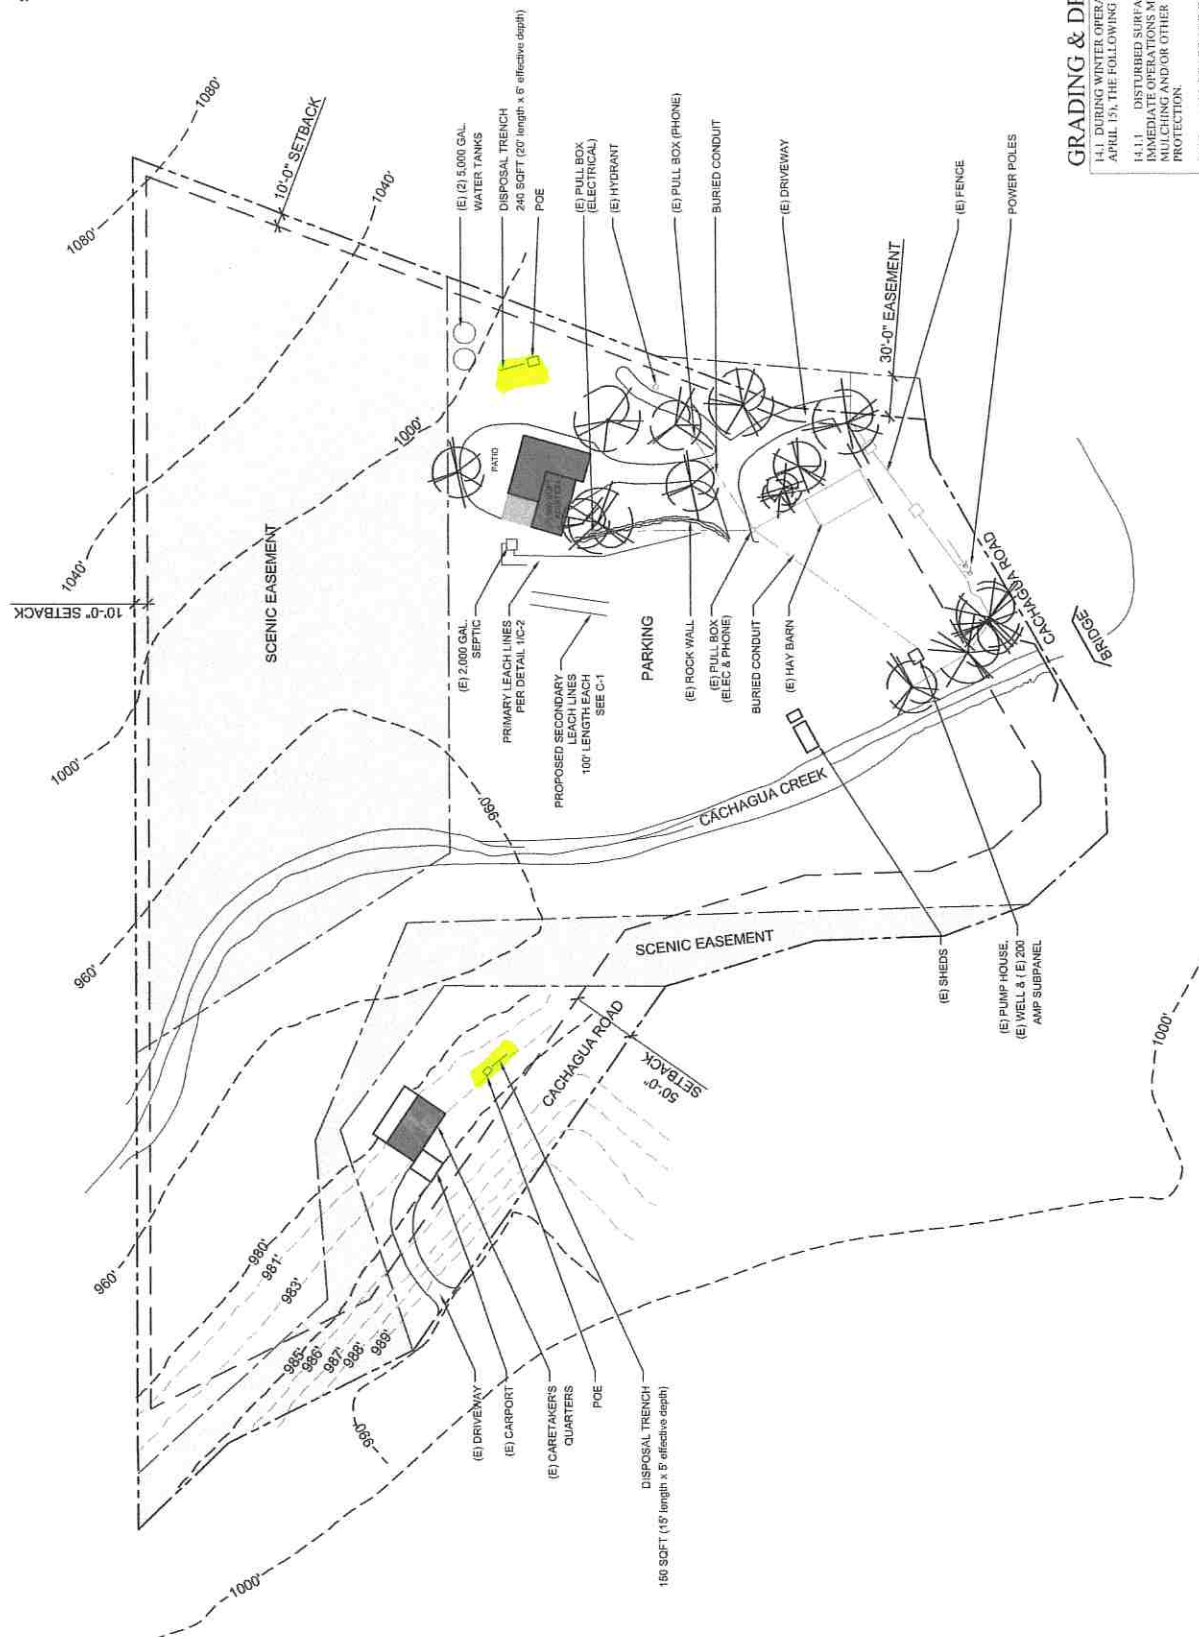 1080'
1080'
10'-0" SETBACK
1040'
(E) (2) 5,000 GAL.
WATER TANKS
DISPOSAL TRENCH
240 SQFT (20' length x 6' effective depth)
POE
(E) PULL BOX
(ELECTRICAL)
(E) HYDRANT
(E) PULL BOX (PHONE)
BURIED CONDUIT
(E) DRIVEWAY
30'-0" EASEMENT
(E) FENCE
POWER POLES
GRADING & DR
14.1 DURING WINTER OPERA
APRIL 15), THE FOLLOWING
14.1.1 DISTURBED SURFA
IMMEDIATE OPERATIONS M
MULCHING AND/OR OTHER
PROTECTION.
10'-0" SETBACK
1040'
1000'
SCENIC EASEMENT
PATIO
(E) 2,000 GAL.
SEPTIC
PRIMARY LEACH LINES
PER DETAIL 1/C-2
PROPOSED SECONDARY
LEACH LINES
100' LENGTH EACH
SEE C-1
PARKING
(E) ROCK WALL
(E) PULL BOX
(ELEC & PHONE)
BURIED CONDUIT
(E) HAY BARN
CACHAGUA ROAD
BRIDGE
1000'
960'
CACHAGUA CREEK
960'
SCENIC EASEMENT
(E) SHEDS
(E) PUMP HOUSE,
(E) WELL & (E) 200
AMP SUBPANEL
CACHAGUA ROAD
50'-0"
SETBACK
1000'
960'
980'
981'
983'
985'
986'
987'
988'
989'
990'
(E) DRIVEWAY
(E) CARPORT
(E) CARETAKER'S
QUARTERS
POE
DISPOSAL TRENCH
150 SQFT (15' length x 5' effective depth)
1000'